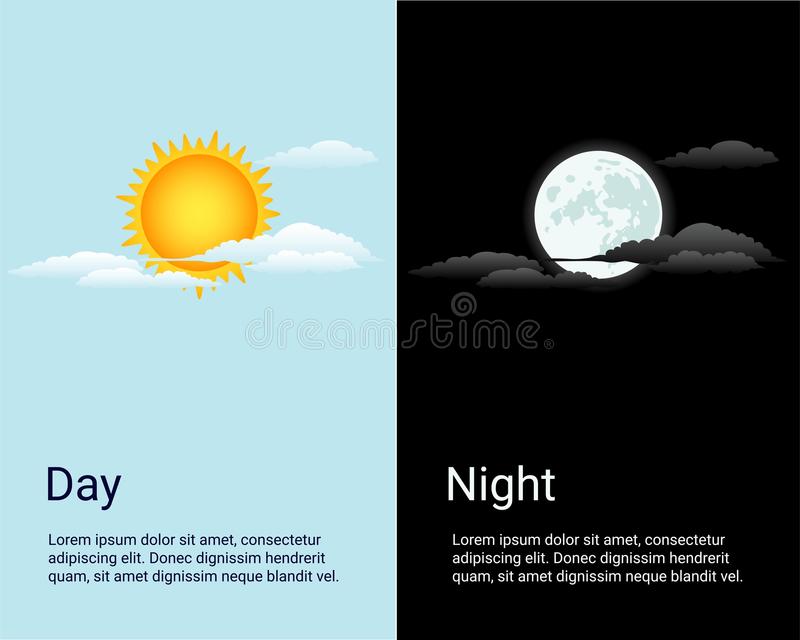 dreamstime
dreamstime
Day
Lorem ipsum dolor sit amet, consectetur
adipiscing elit. Donec dignissim hendrerit
quam, sit amet dignissim neque blandit vel.
Night
Lorem ipsum dolor sit amet, consectetur
adipiscing elit. Donec dignissim hendrerit
quam, sit amet dignissim neque blandit vel.